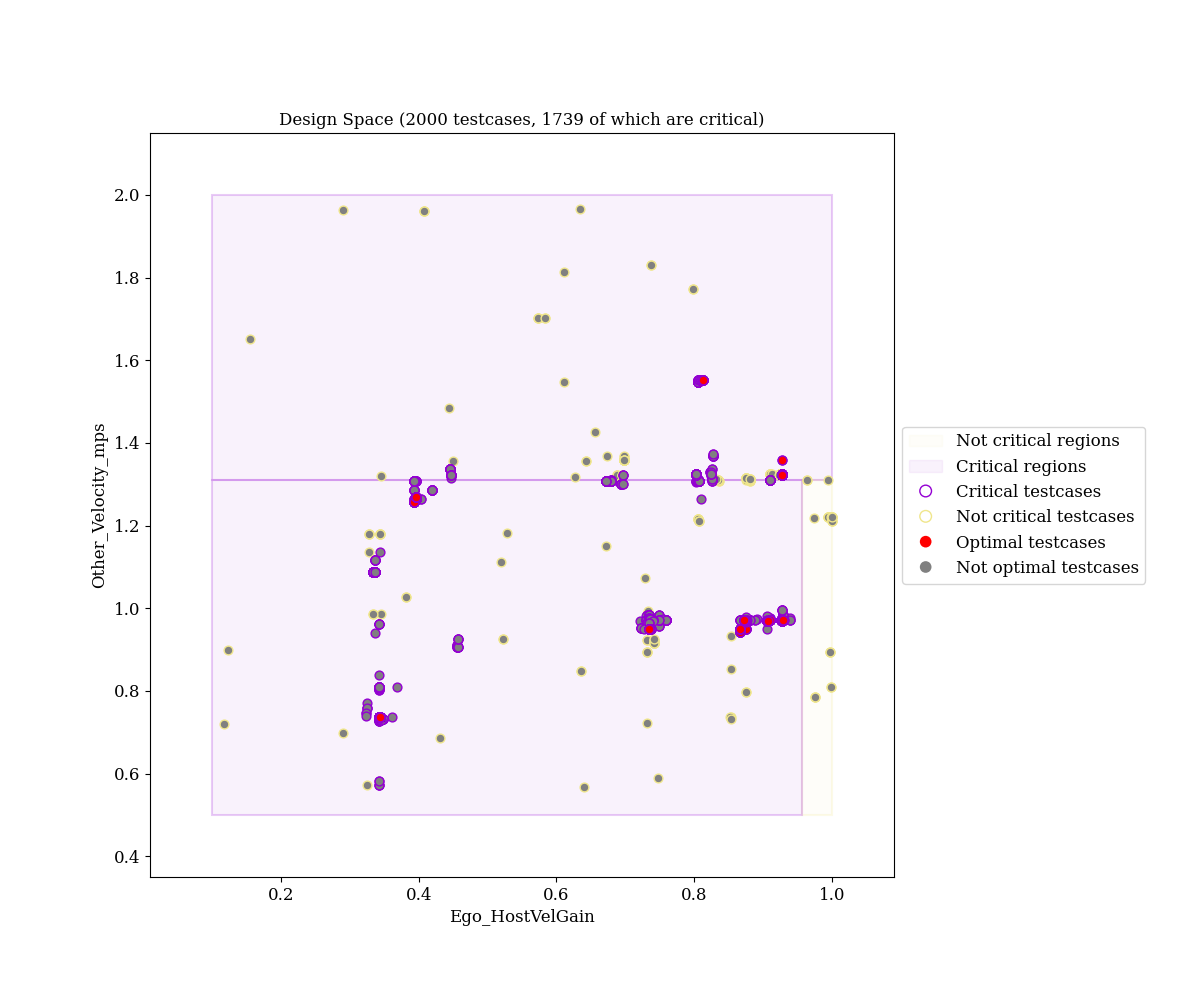 Design Space (2000 testcases, 1739 of which are critical)
2.0
1.8
1.6
1.4
1.2
1.0
0.8
0.6
0.4
Other_Velocity_mps
0.2 0.4 0.6 0.8 1.0
Ego_HostVelGain
Not critical regions
Critical regions
Critical testcases
Not critical testcases
Optimal testcases
Not optimal testcases